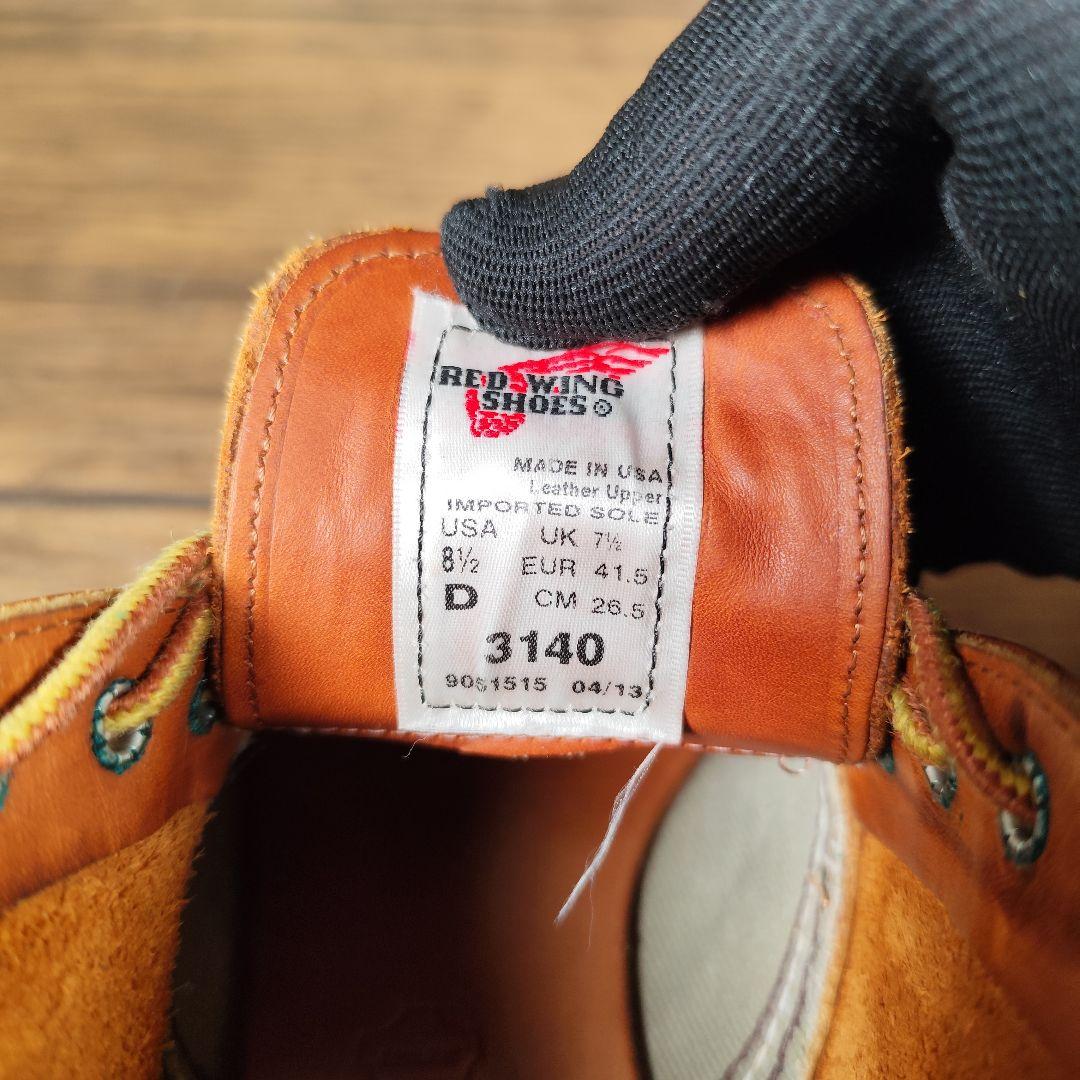 RED WING
SHOES®
MADE IN USA
Leather Upper
IMPORTED SOLE
USA UK 7½
8½ EUR 41.5
D CM 26.5
3140
9051515 04/13